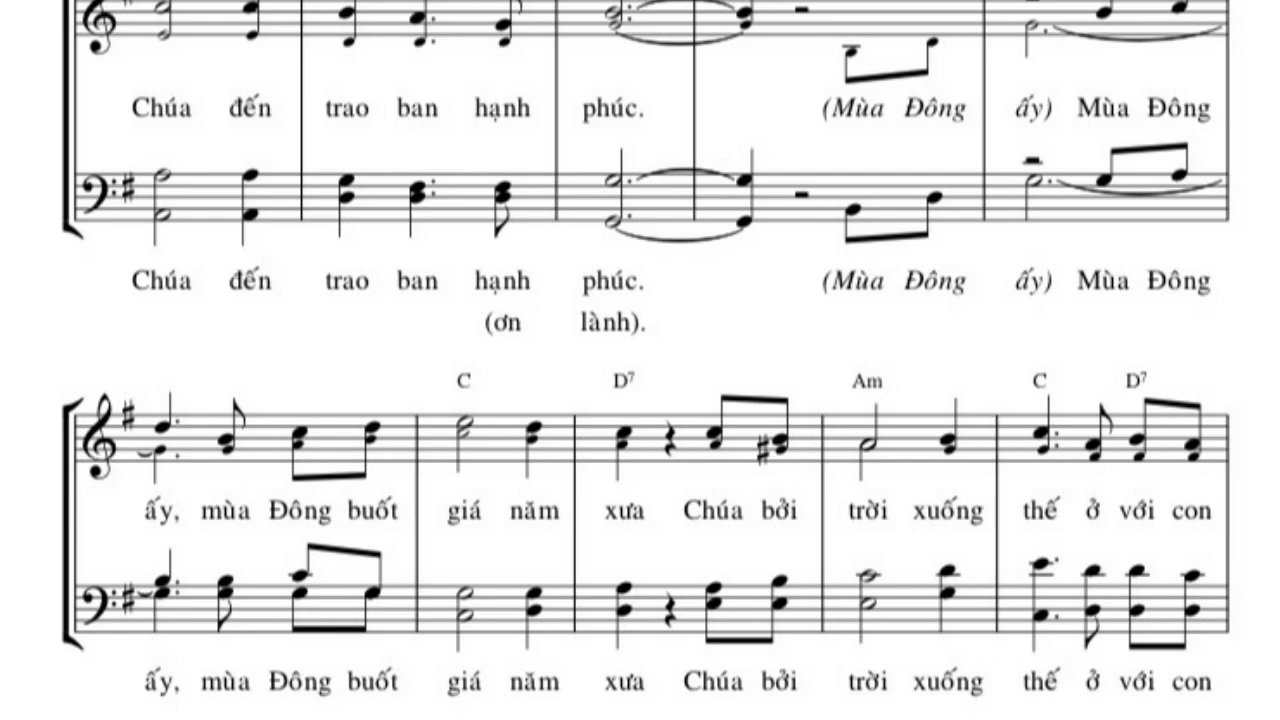 Chúa đến trao ban hạnh phúc. (Mùa Đông ấy) Mùa Đông
Chúa đến trao ban hạnh phúc. (Mùa Đông ấy) Mùa Đông
(ơn lành).
C D7 Am C D7
ấy, mùa Đông buốt giá năm xưa Chúa bởi trời xuống thế ở với con
ấy, mùa Đông buốt giá năm xưa Chúa bởi trời xuống thế ở với con